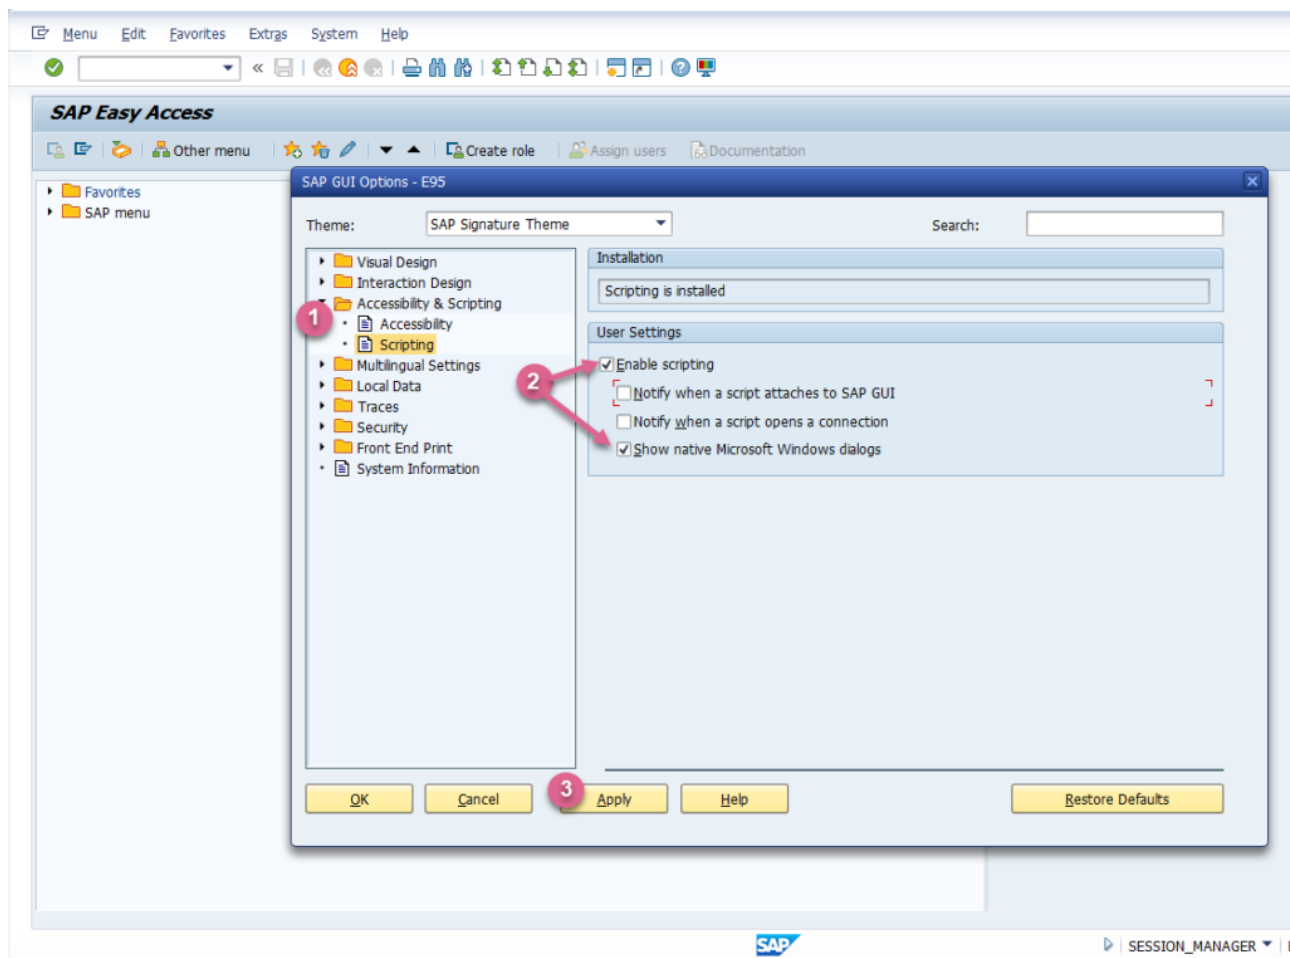 Menu Edit Favorites Extras System Help
SAP Easy Access
Other menu Create role Assign users Documentation
Favorites
SAP menu
SAP GUI Options - E95
Theme: SAP Signature Theme Search:
Visual Design
Interaction Design
Accessibility & Scripting
1
Accessibility
Scripting
Multilingual Settings
Local Data
Traces
Security
Front End Print
System Information
Installation
Scripting is installed
User Settings
Enable scripting
2
Notify when a script attaches to SAP GUI
Notify when a script opens a connection
Show native Microsoft Windows dialogs
OK Cancel 3 Apply Help Restore Defaults
SAP SESSION_MANAGER